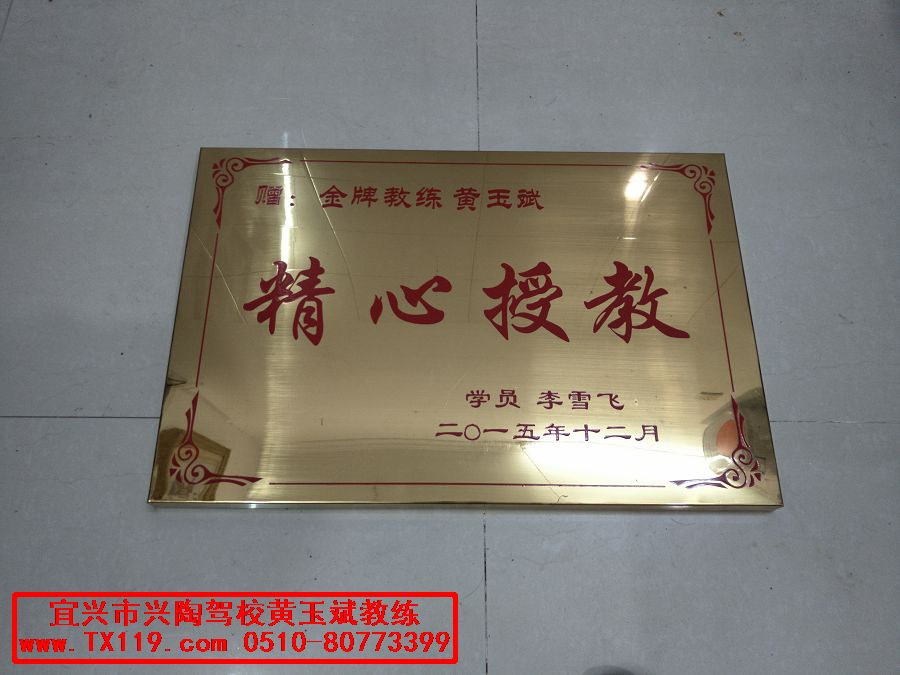 赠：金牌教练 黄玉斌
精心授教
学员 李雪飞
二〇一五年十二月
宜兴市兴陶驾校黄玉斌教练
www.TX119.com 0510-80773399